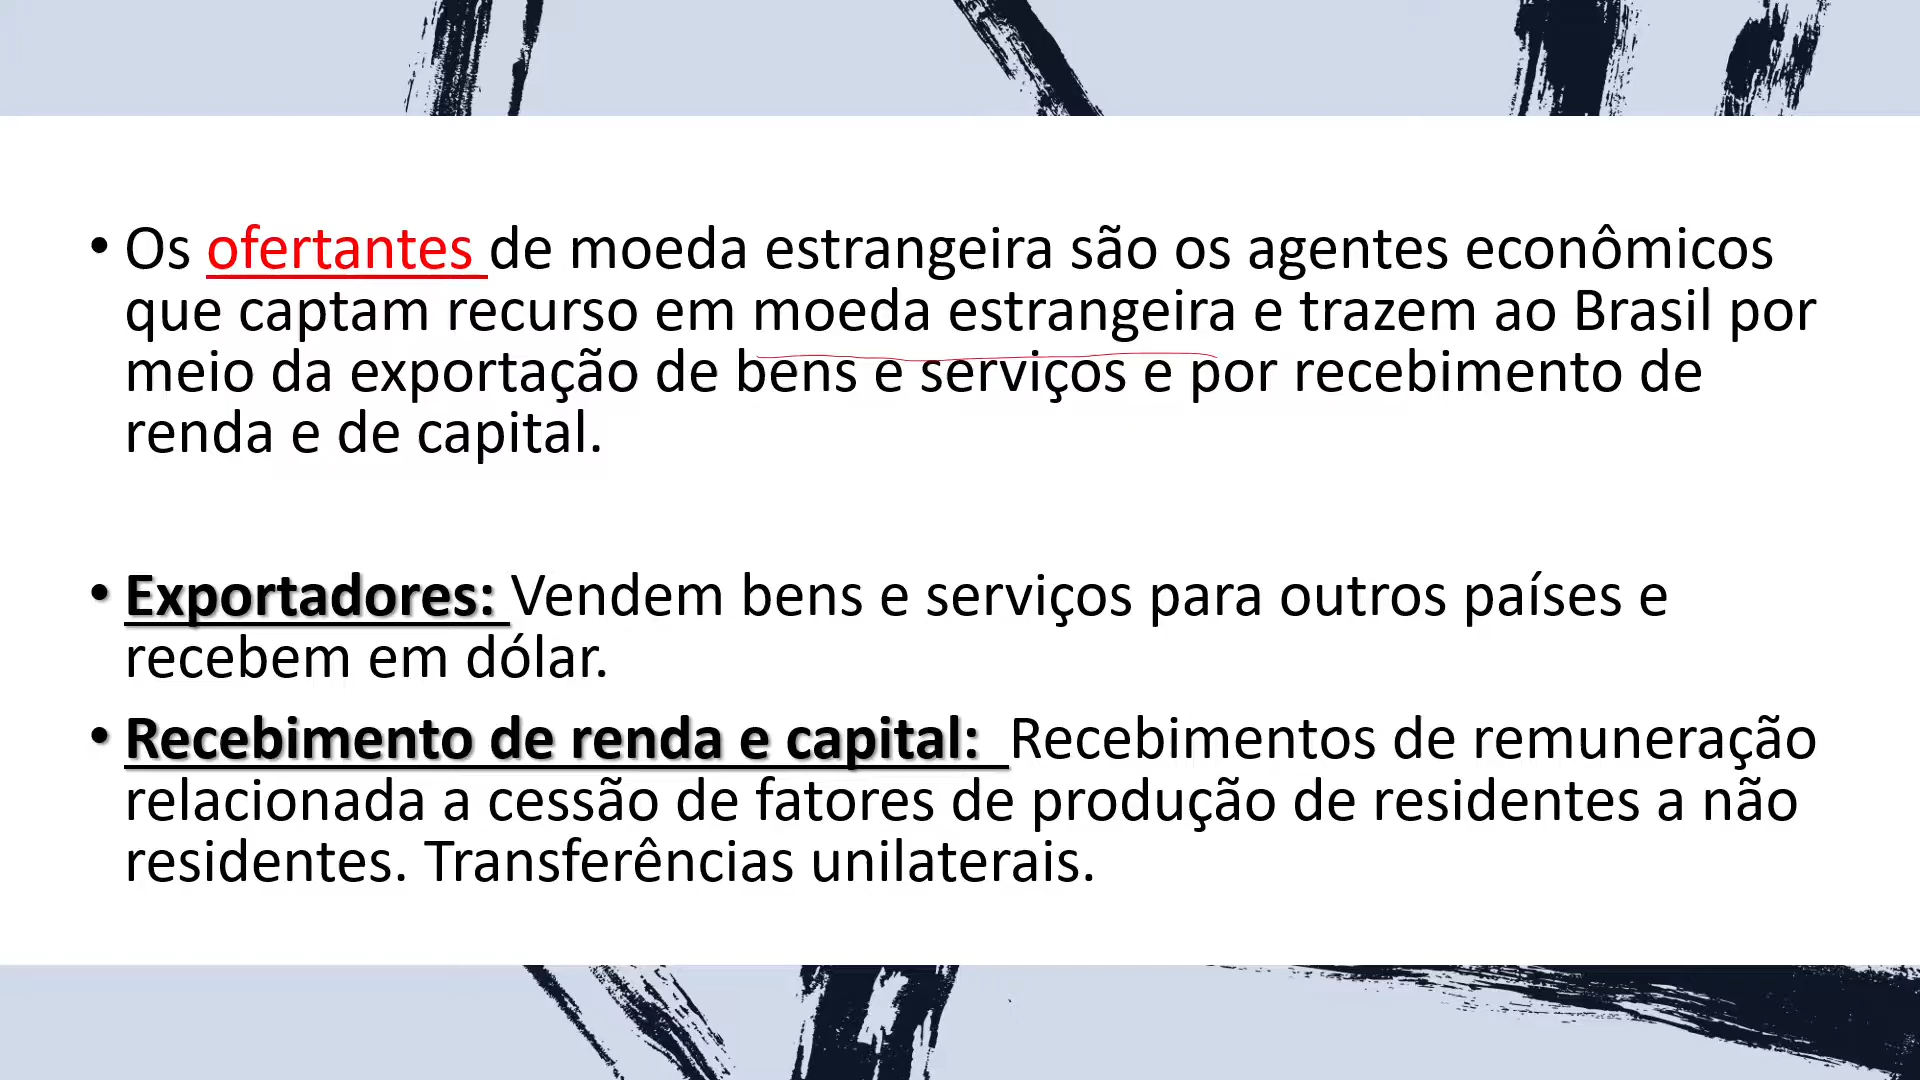 • Os ofertantes de moeda estrangeira são os agentes econômicos
que captam recurso em moeda estrangeira e trazem ao Brasil por
meio da exportação de bens e serviços e por recebimento de
renda e de capital.
• Exportadores: Vendem bens e serviços para outros países e
recebem em dólar.
• Recebimento de renda e capital: Recebimentos de remuneração
relacionada a cessão de fatores de produção de residentes a não
residentes. Transferências unilaterais.